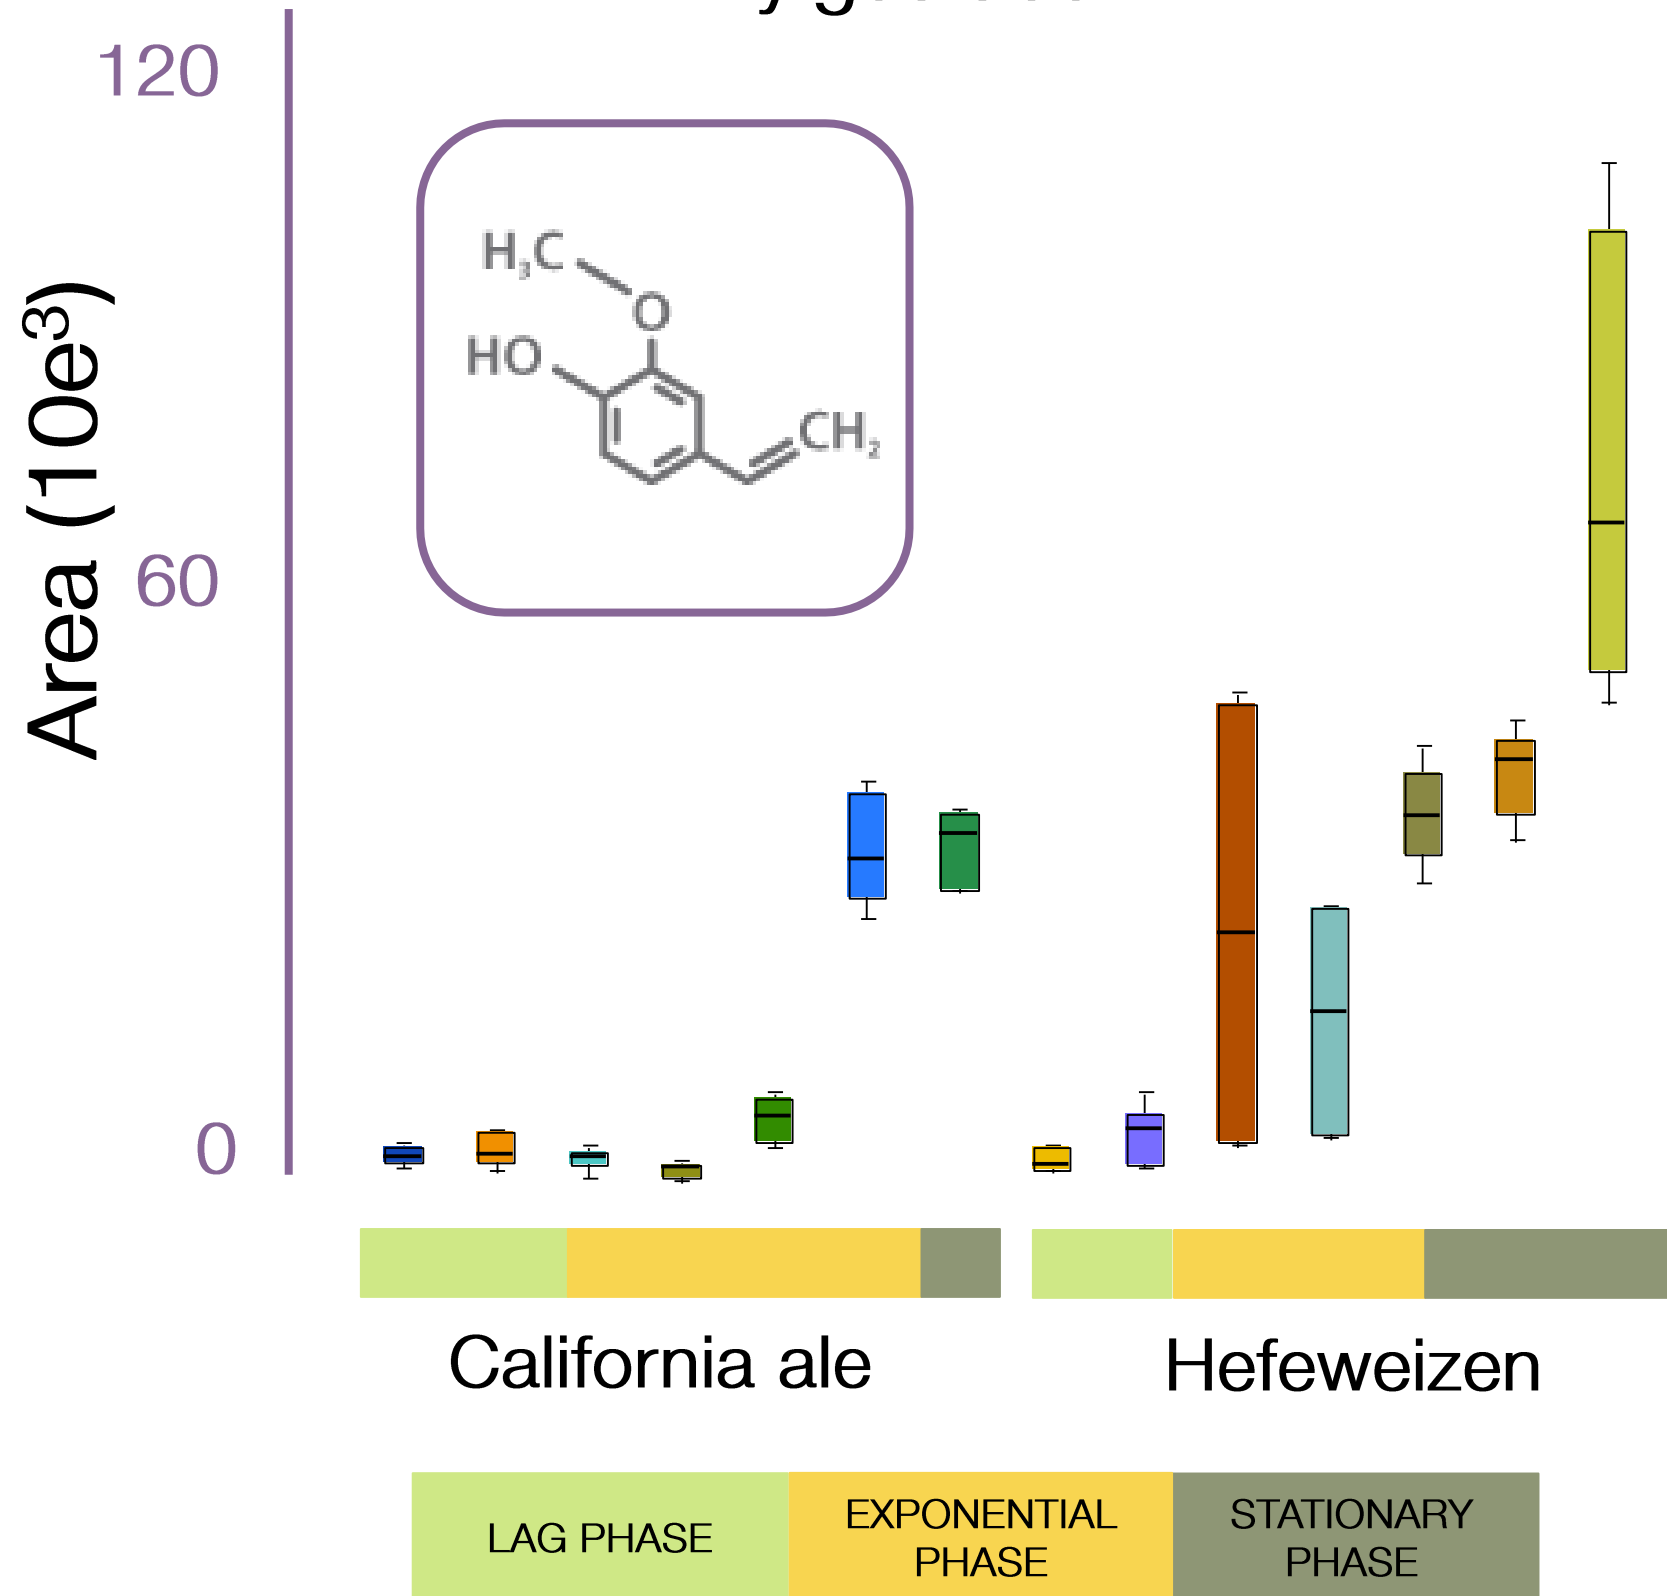 120
60
0
Area (10e³)
H₃C
O
HO
CH₂
California ale
Hefeweizen
LAG PHASE
EXPONENTIAL
PHASE
STATIONARY
PHASE